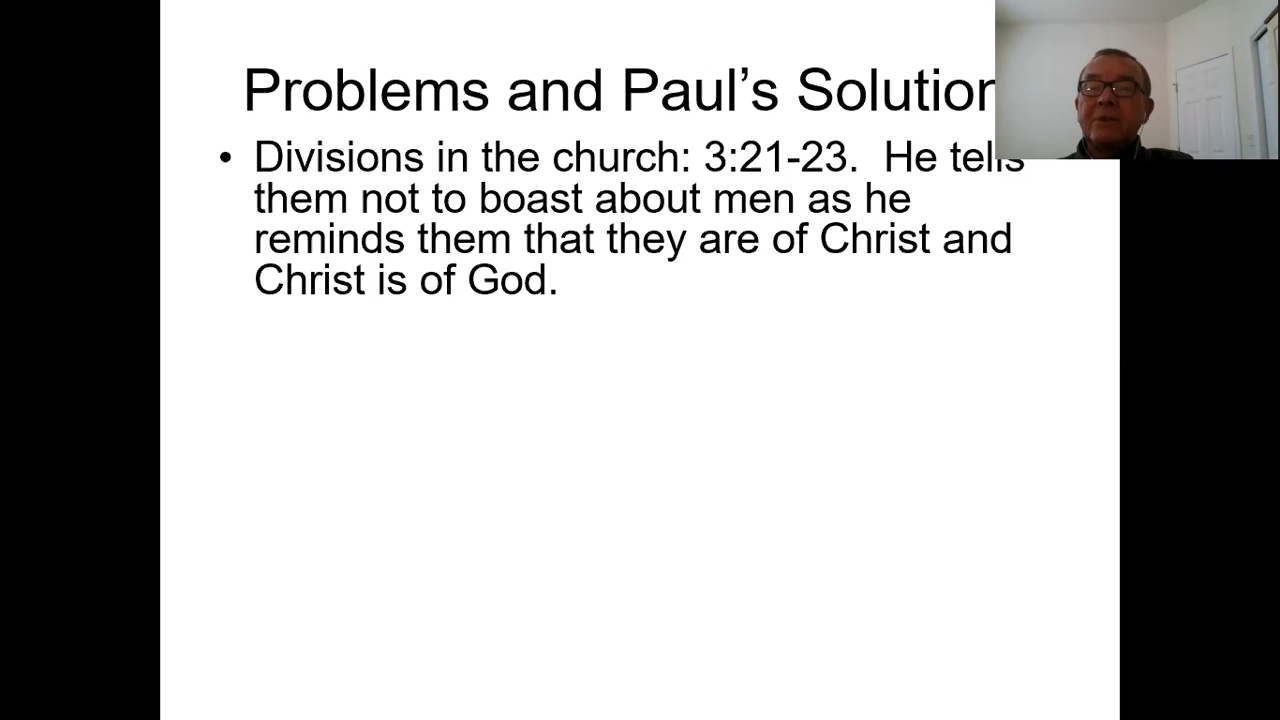 Problems and Paul’s Solution
• Divisions in the church: 3:21-23.  He tells
them not to boast about men as he
reminds them that they are of Christ and
Christ is of God.